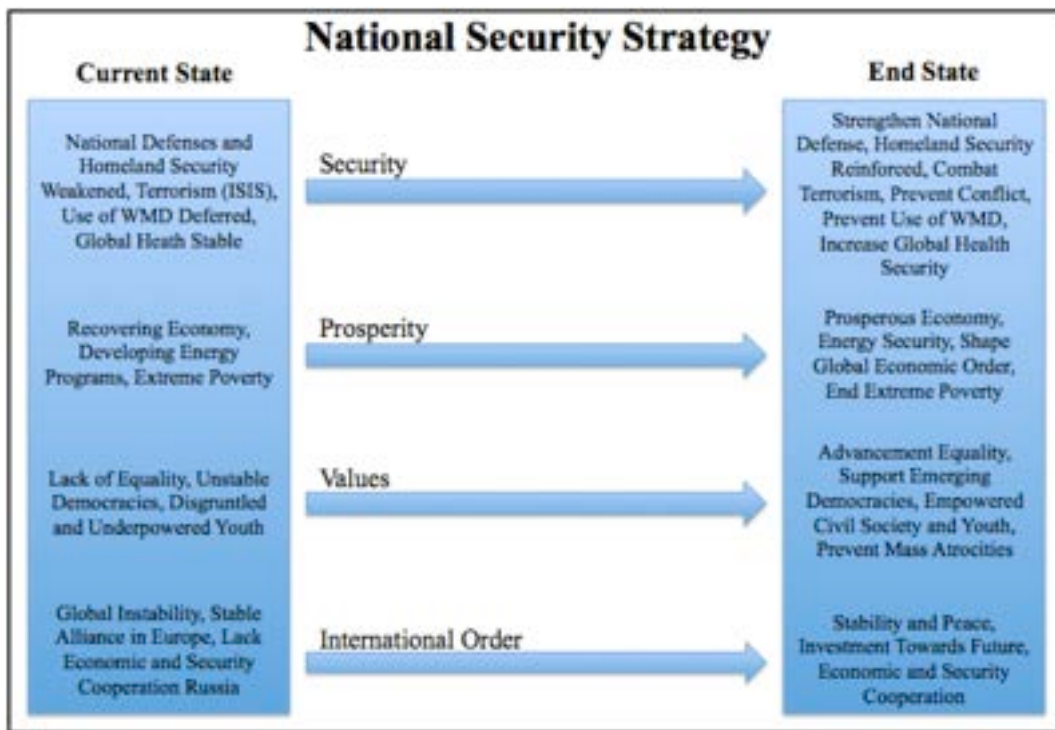 National Security Strategy
Current State
End State
National Defenses and
Homeland Security
Weakened, Terrorism (ISIS),
Use of WMD Deferred,
Global Heath Stable
Security
Strengthen National
Defense, Homeland Security
Reinforced, Combat
Terrorism, Prevent Conflict,
Prevent Use of WMD,
Increase Global Health
Security
Recovering Economy,
Developing Energy
Programs, Extreme Poverty
Prosperity
Prosperous Economy,
Energy Security, Shape
Global Economic Order,
End Extreme Poverty
Lack of Equality, Unstable
Democracies, Disgruntled
and Underpowered Youth
Values
Advancement Equality,
Support Emerging
Democracies, Empowered
Civil Society and Youth,
Prevent Mass Atrocities
Global Instability, Stable
Alliance in Europe, Lack
Economic and Security
Cooperation Russia
International Order
Stability and Peace,
Investment Towards Future,
Economic and Security
Cooperation